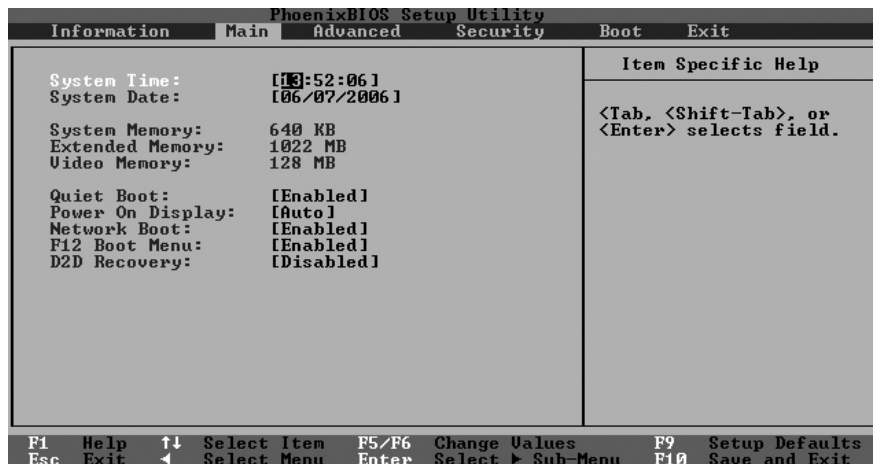 PhoenixBIOS Setup Utility
Information Main Advanced Security Boot Exit
System Time: [13:52:06]
System Date: [06/07/2006]
System Memory: 640 KB
Extended Memory: 1022 MB
Video Memory: 128 MB
Quiet Boot: [Enabled]
Power On Display: [Auto]
Network Boot: [Enabled]
F12 Boot Menu: [Enabled]
D2D Recovery: [Disabled]
Item Specific Help
<Tab, <Shift-Tab>, or
<Enter> selects field.
F1 Help ↑↓ Select Item F5/F6 Change Values F9 Setup Defaults
Esc Exit ◄ Select Menu Enter Select ► Sub-Menu F10 Save and Exit